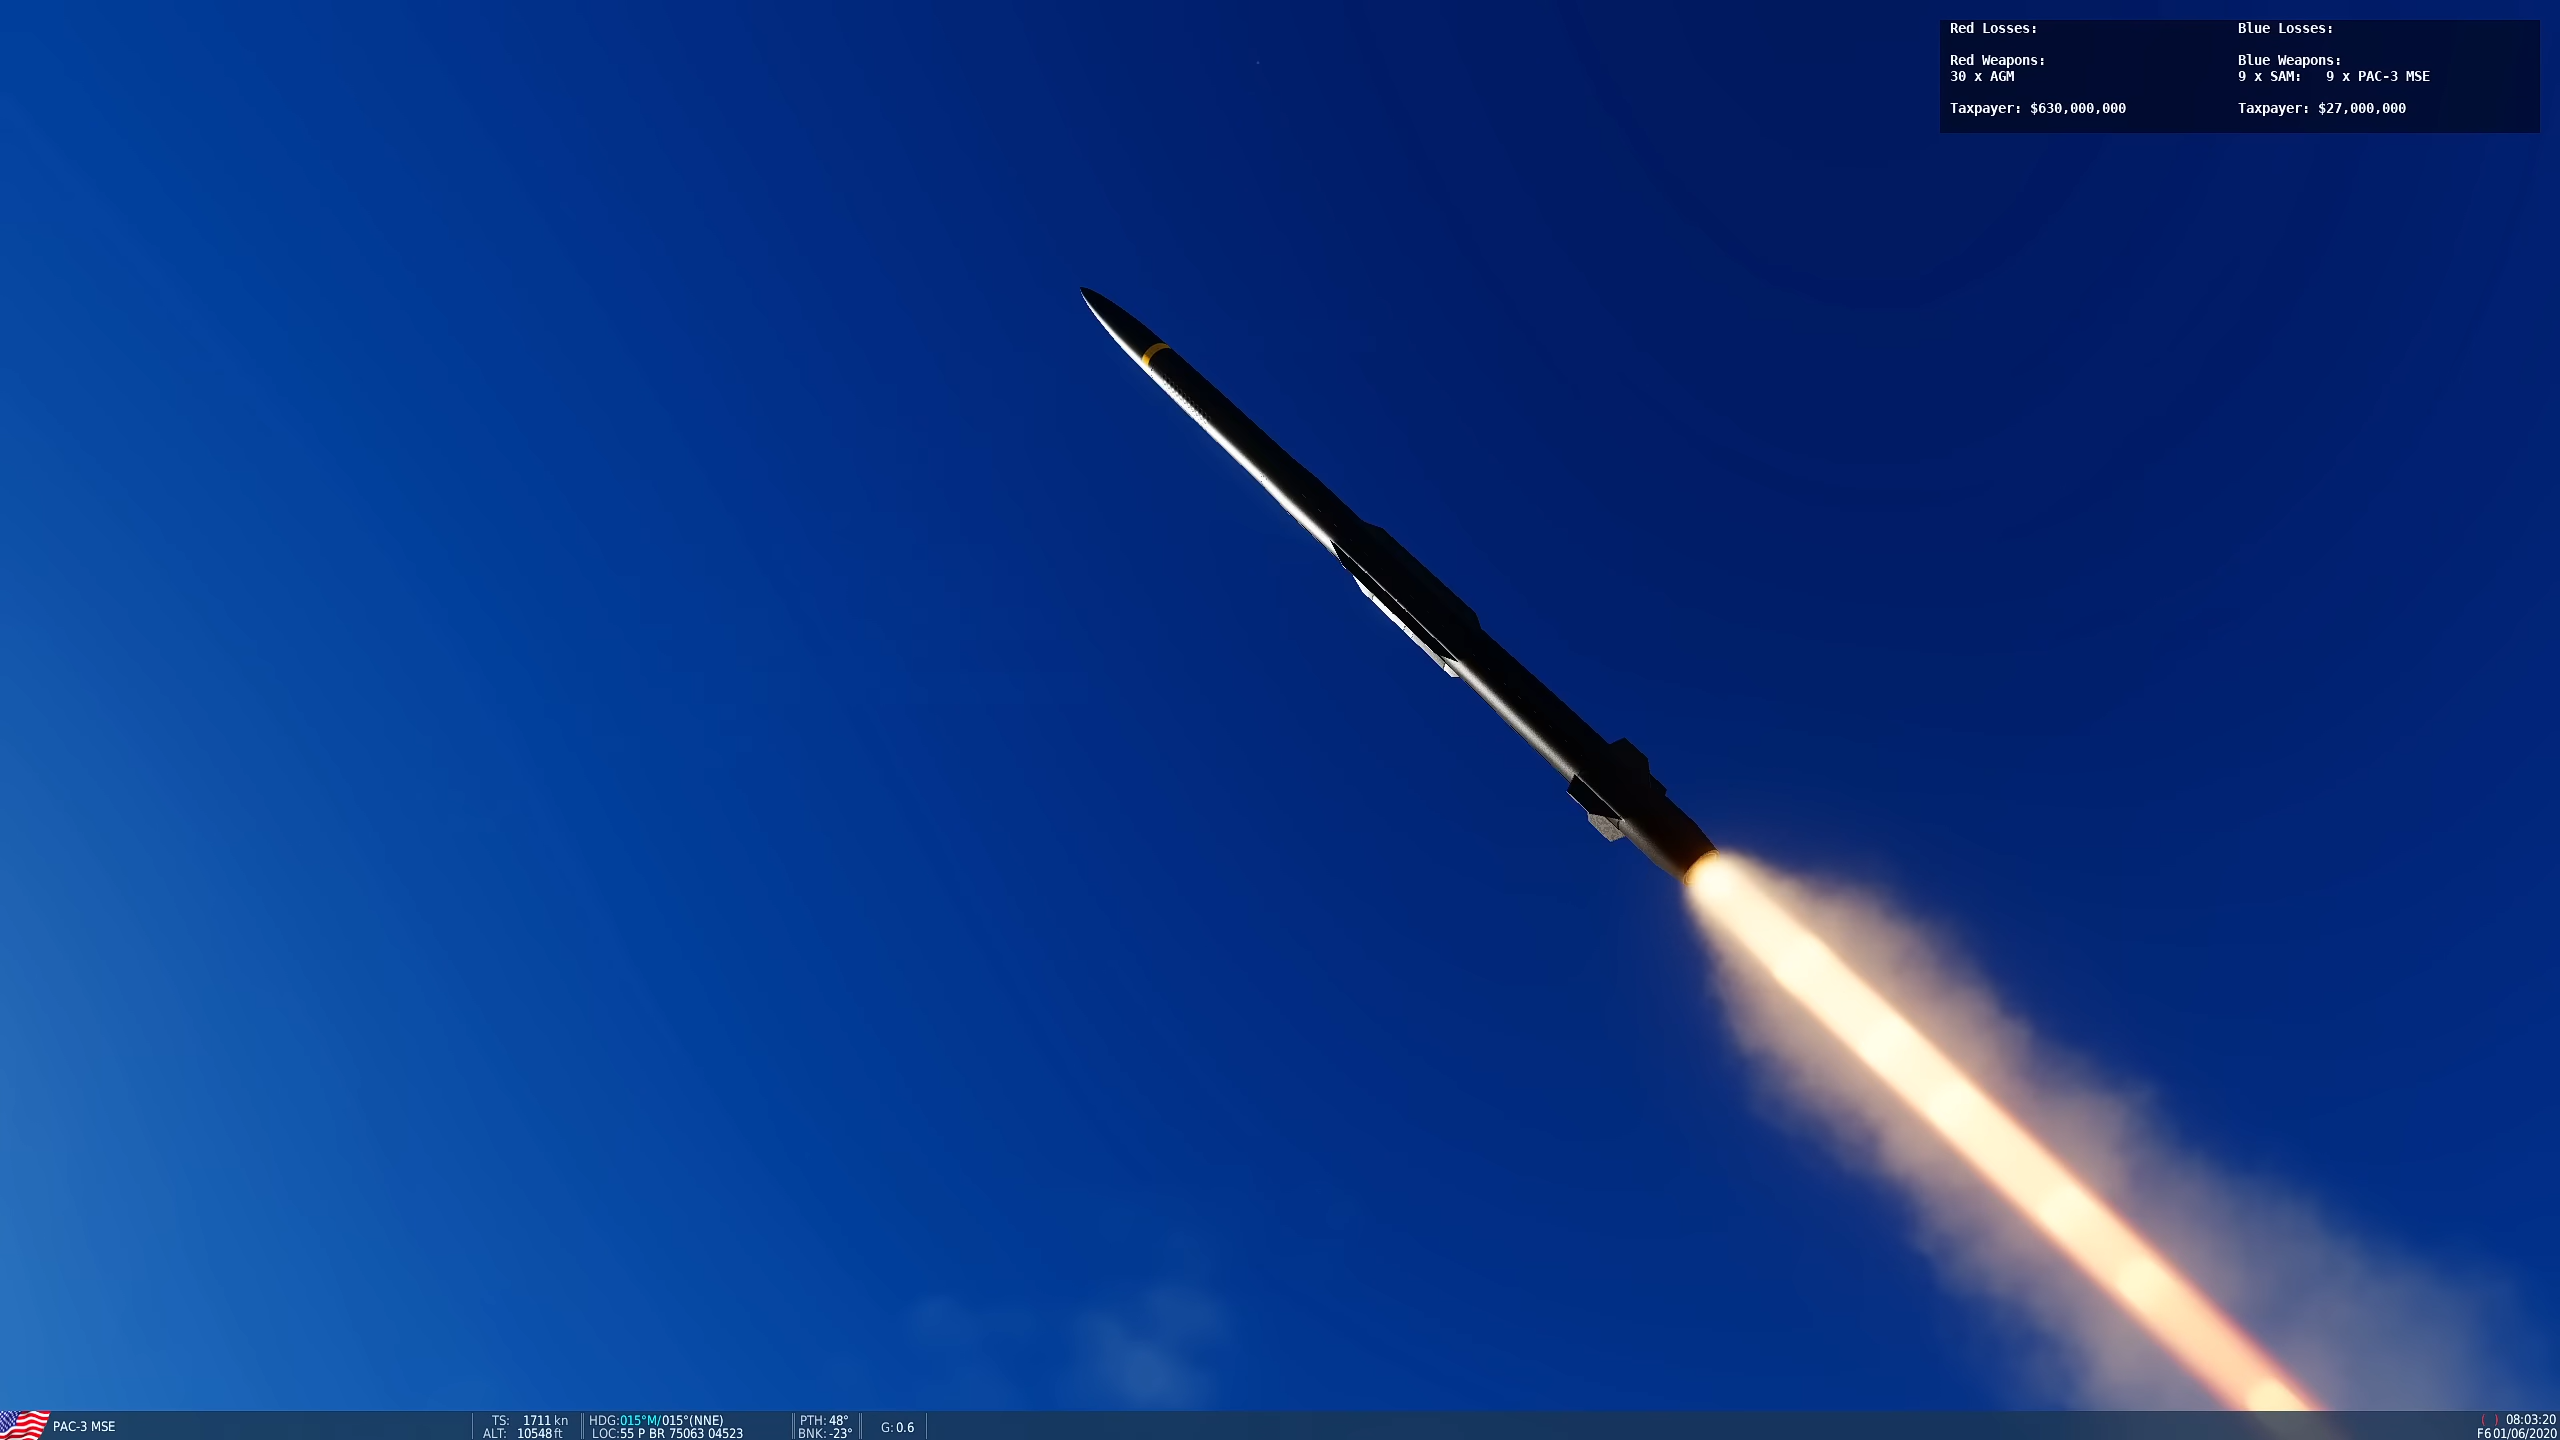 Red Losses:
Blue Losses:
Red Weapons:
30 x AGM
Blue Weapons:
9 x SAM:   9 x PAC-3 MSE
Taxpayer: $630,000,000
Taxpayer: $27,000,000
PAC-3 MSE
TS: 1711 kn
ALT: 10548 ft
HDG:015°M/015°(NNE)
LOC:55 P BR 75063 04523
PTH: 48°
BNK: -23°
G: 0.6
( ) 08:03:20
F6 01/06/2020